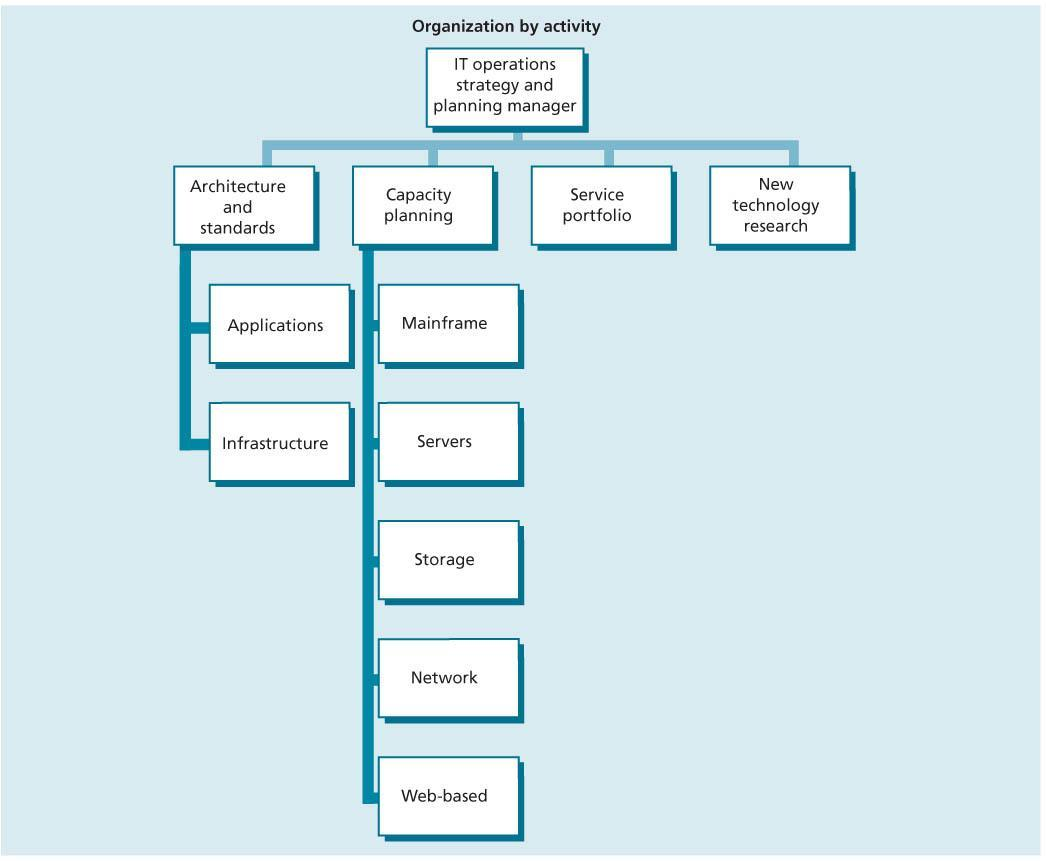 Organization by activity
IT operations
strategy and
planning manager
Architecture
and
standards
Capacity
planning
Service
portfolio
New
technology
research
Applications
Infrastructure
Mainframe
Servers
Storage
Network
Web-based